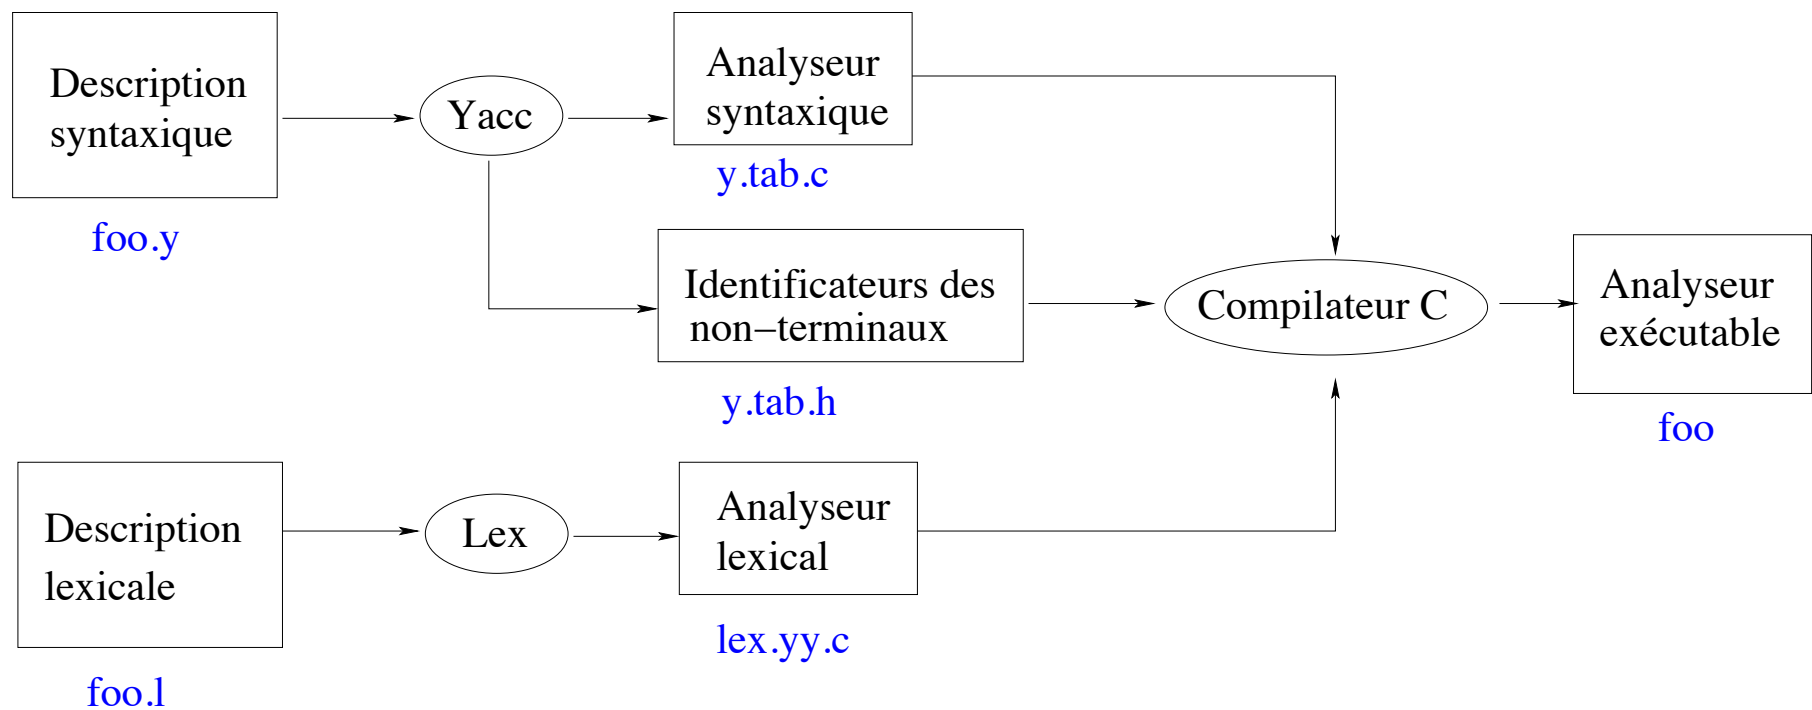 Description
syntaxique
foo.y
Yacc
Analyseur
syntaxique
y.tab.c
Identificateurs des
non−terminaux
y.tab.h
Compilateur C
Analyseur
exécutable
foo
Description
lexicale
foo.l
Lex
Analyseur
lexical
lex.yy.c